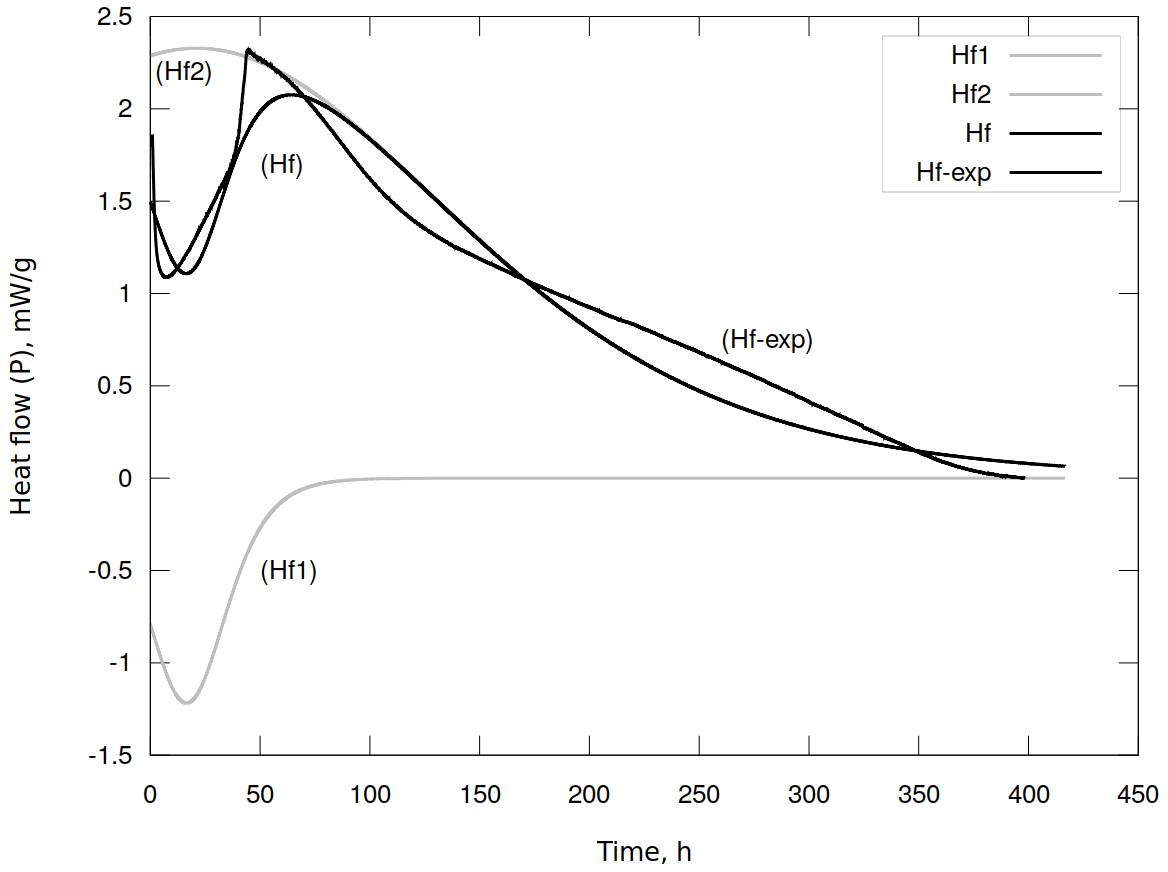 2.5
2
1.5
1
0.5
0
-0.5
-1
-1.5
Heat flow (P), mW/g
(Hf2)
(Hf)
(Hf-exp)
(Hf1)
Hf1
Hf2
Hf
Hf-exp
0 50 100 150 200 250 300 350 400 450
Time, h